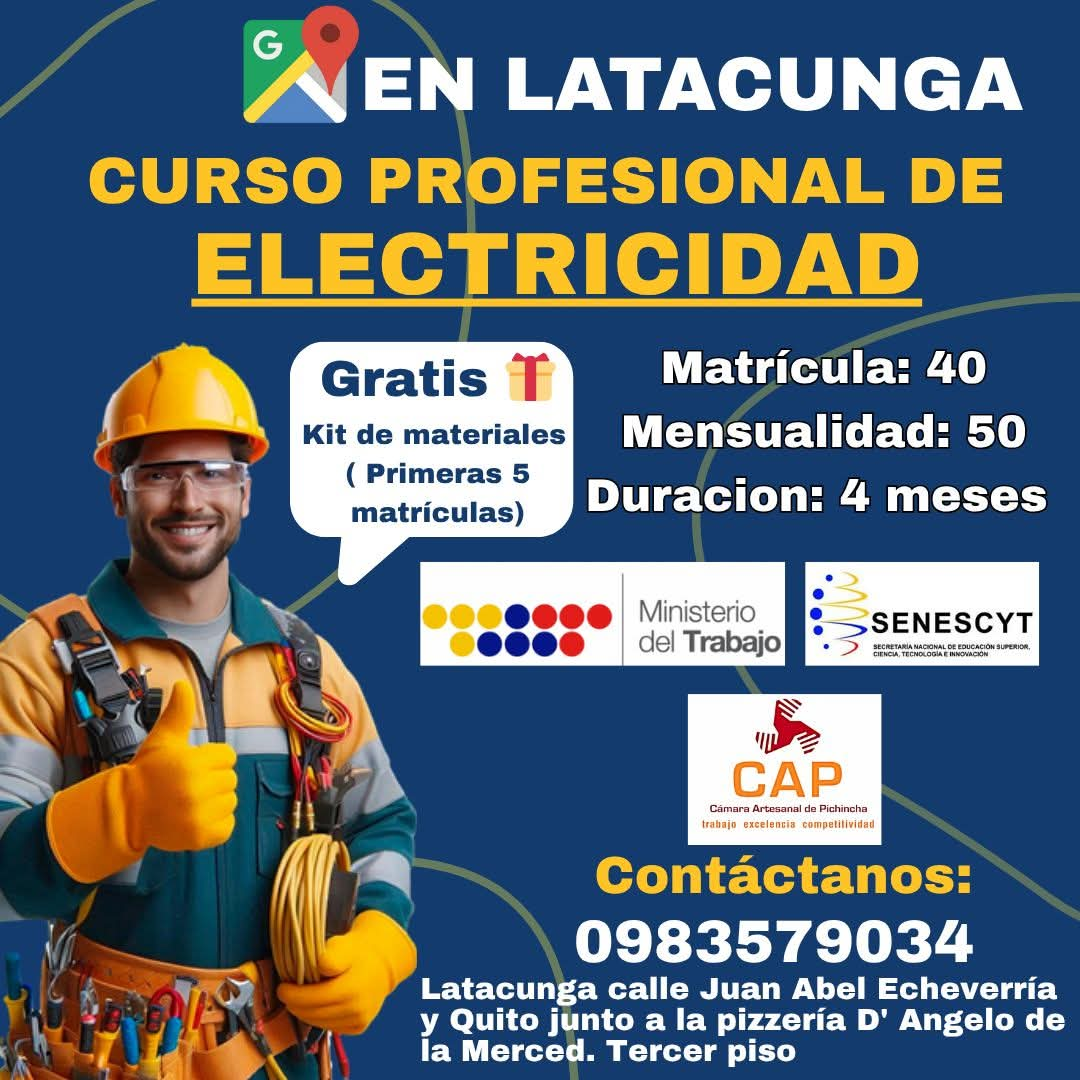 G
EN LATACUNGA
CURSO PROFESIONAL DE
ELECTRICIDAD
Gratis
Kit de materiales
( Primeras 5
matrículas)
Matrícula: 40
Mensualidad: 50
Duracion: 4 meses
Ministerio
del Trabajo
SENESCYT
SECRETARÍA NACIONAL DE EDUCACIÓN SUPERIOR,
CIENCIA, TECNOLOGÍA E INNOVACIÓN
CAP
Cámara Artesanal de Pichincha
trabajo excelencia competitividad
Contáctanos:
0983579034
Latacunga calle Juan Abel Echeverría
y Quito junto a la pizzería D' Angelo de
la Merced. Tercer piso